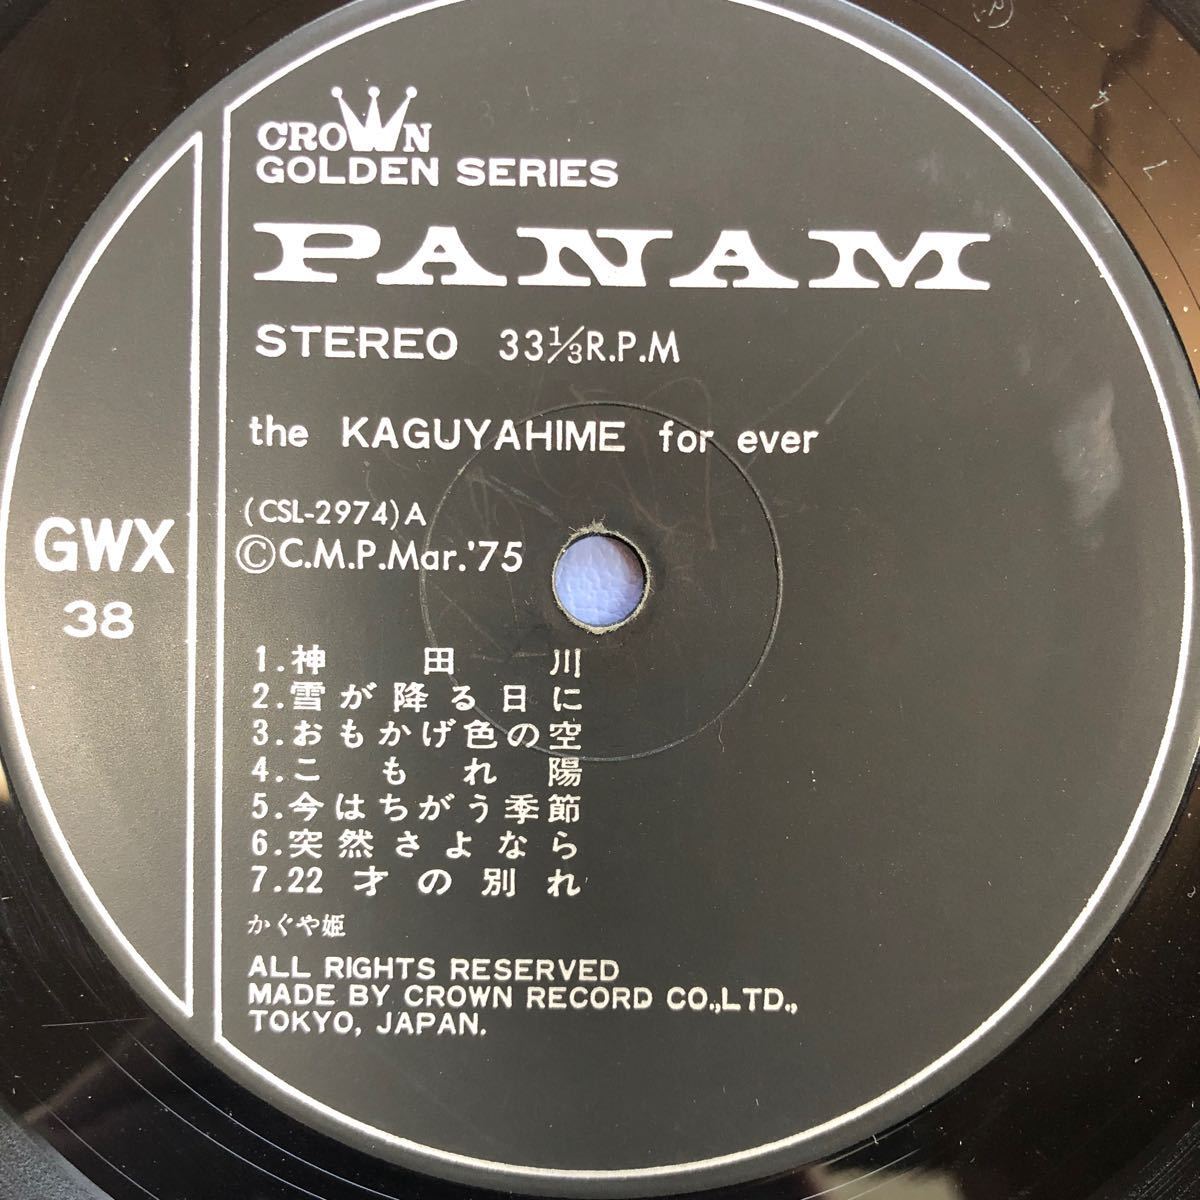 CROWN
GOLDEN SERIES
PANAM
STEREO 33⅓R.P.M
the KAGUYAHIME for ever
(CSL-2974)A
©C.M.P.Mar.'75
GWX
38
1.神田川
2.雪が降る日に
3.おもかげ色の空
4.こもれ陽
5.今はちがう季節
6.突然さよなら
7.22才の別れ
かぐや姫
ALL RIGHTS RESERVED
MADE BY CROWN RECORD CO.,LTD.,
TOKYO, JAPAN.